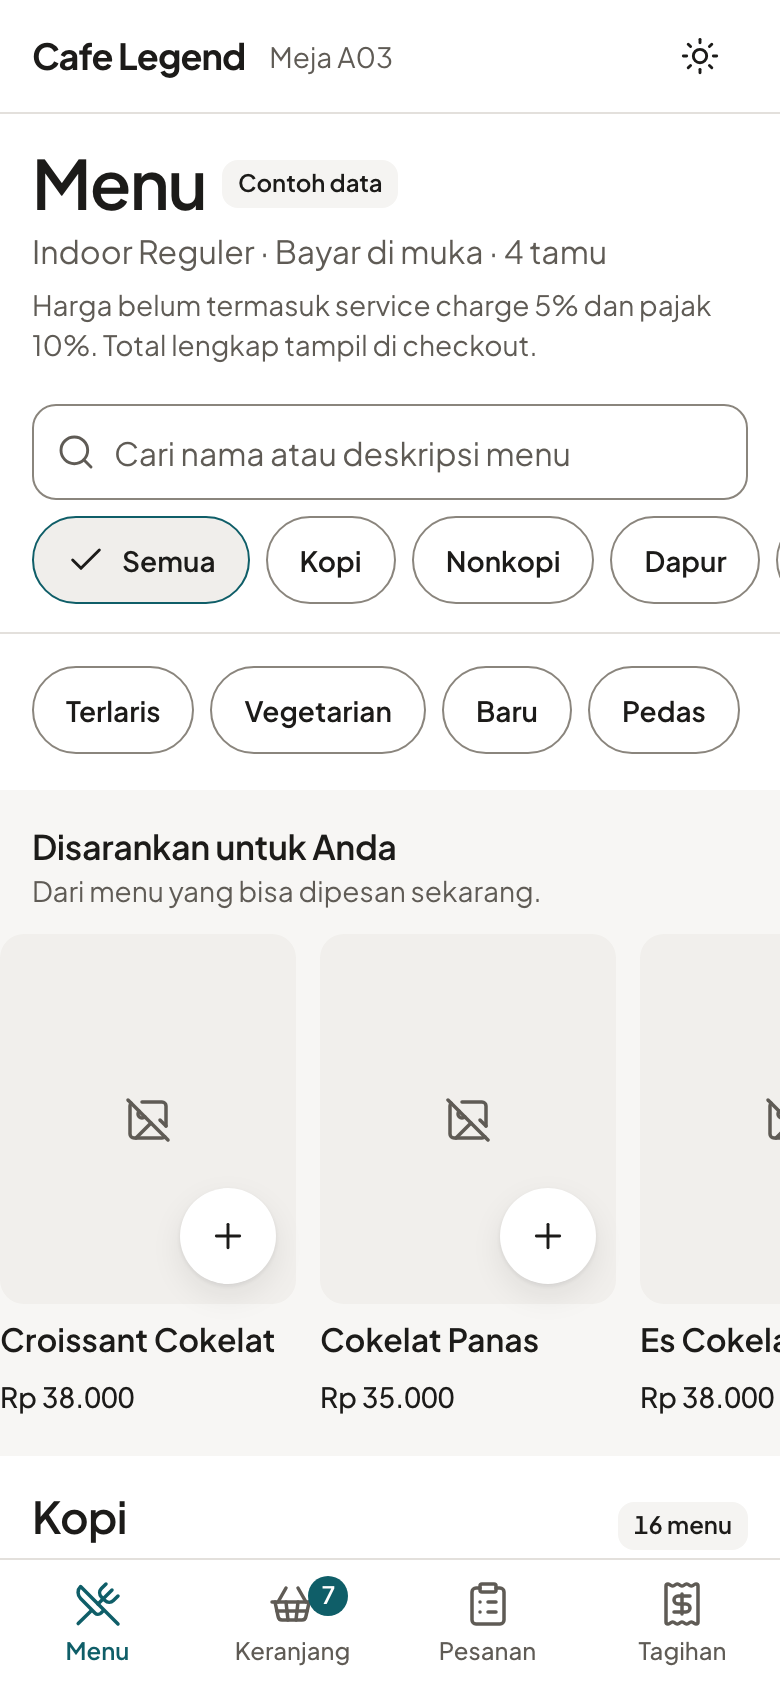 Cafe Legend Meja A03
Menu Contoh data
Indoor Reguler · Bayar di muka · 4 tamu
Harga belum termasuk service charge 5% dan pajak
10%. Total lengkap tampil di checkout.
Cari nama atau deskripsi menu
Semua Kopi Nonkopi Dapur
Terlaris Vegetarian Baru Pedas
Disarankan untuk Anda
Dari menu yang bisa dipesan sekarang.
Croissant Cokelat Cokelat Panas Es Cokela
Rp 38.000 Rp 35.000 Rp 38.000
Kopi 16 menu
7
Menu Keranjang Pesanan Tagihan